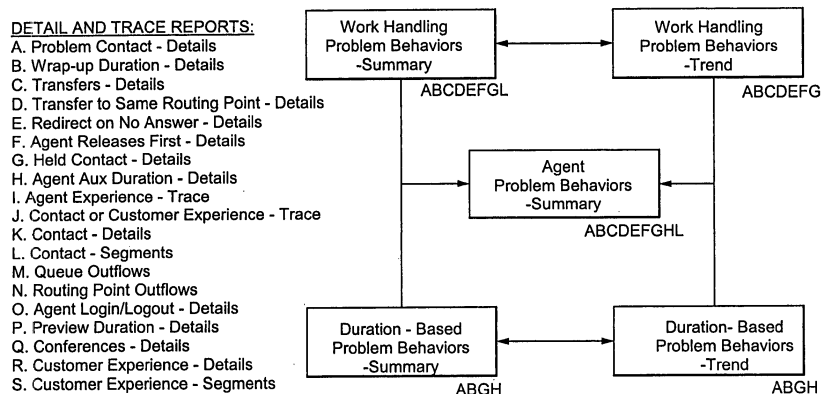 DETAIL AND TRACE REPORTS:
A. Problem Contact - Details
B. Wrap-up Duration - Details
C. Transfers - Details
D. Transfer to Same Routing Point - Details
E. Redirect on No Answer - Details
F. Agent Releases First - Details
G. Held Contact - Details
H. Agent Aux Duration - Details
I. Agent Experience - Trace
J. Contact or Customer Experience - Trace
K. Contact - Details
L. Contact - Segments
M. Queue Outflows
N. Routing Point Outflows
O. Agent Login/Logout - Details
P. Preview Duration - Details
Q. Conferences - Details
R. Customer Experience - Details
S. Customer Experience - Segments
Work Handling
Problem Behaviors
-Summary
ABCDEFGL
Work Handling
Problem Behaviors
-Trend
ABCDEFG
Agent
Problem Behaviors
-Summary
ABCDEFGHL
Duration - Based
Problem Behaviors
-Summary
ABGH
Duration- Based
Problem Behaviors
-Trend
ABGH